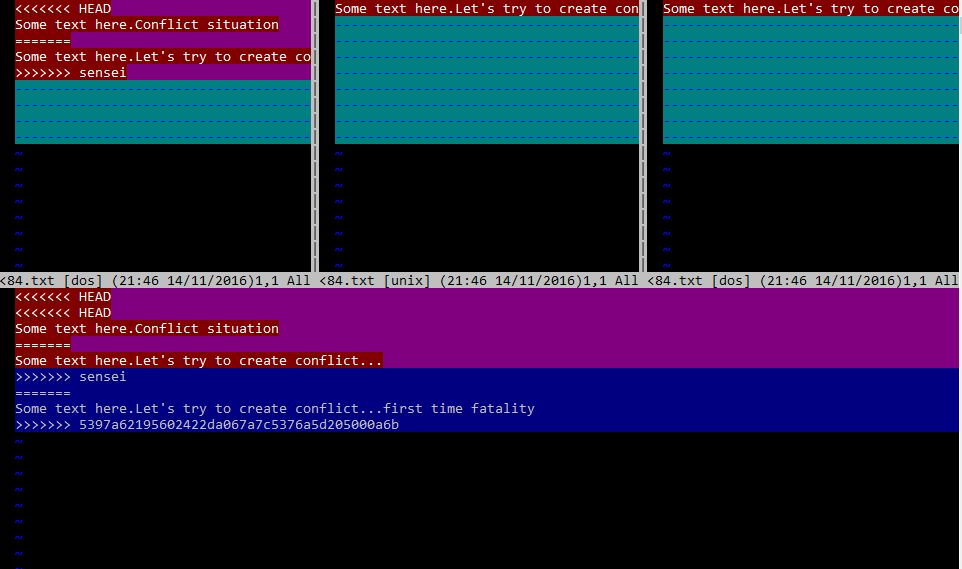 <<<<<<< HEAD
Some text here.Conflict situation
=======
Some text here.Let's try to create co
>>>>>>> sensei
~
~
~
~
~
~
~
~
Some text here.Let's try to create con
~
~
~
~
~
~
~
~
Some text here.Let's try to create co
~
~
~
~
~
~
~
~
<84.txt [dos] (21:46 14/11/2016)1,1 All <84.txt [unix] (21:46 14/11/2016)1,1 All <84.txt [dos] (21:46 14/11/2016)1,1 All
<<<<<<< HEAD
<<<<<<< HEAD
Some text here.Conflict situation
=======
Some text here.Let's try to create conflict...
>>>>>>> sensei
=======
Some text here.Let's try to create conflict...first time fatality
>>>>>>> 5397a62195602422da067a7c5376a5d205000a6b
~
~
~
~
~
~
~
~
~